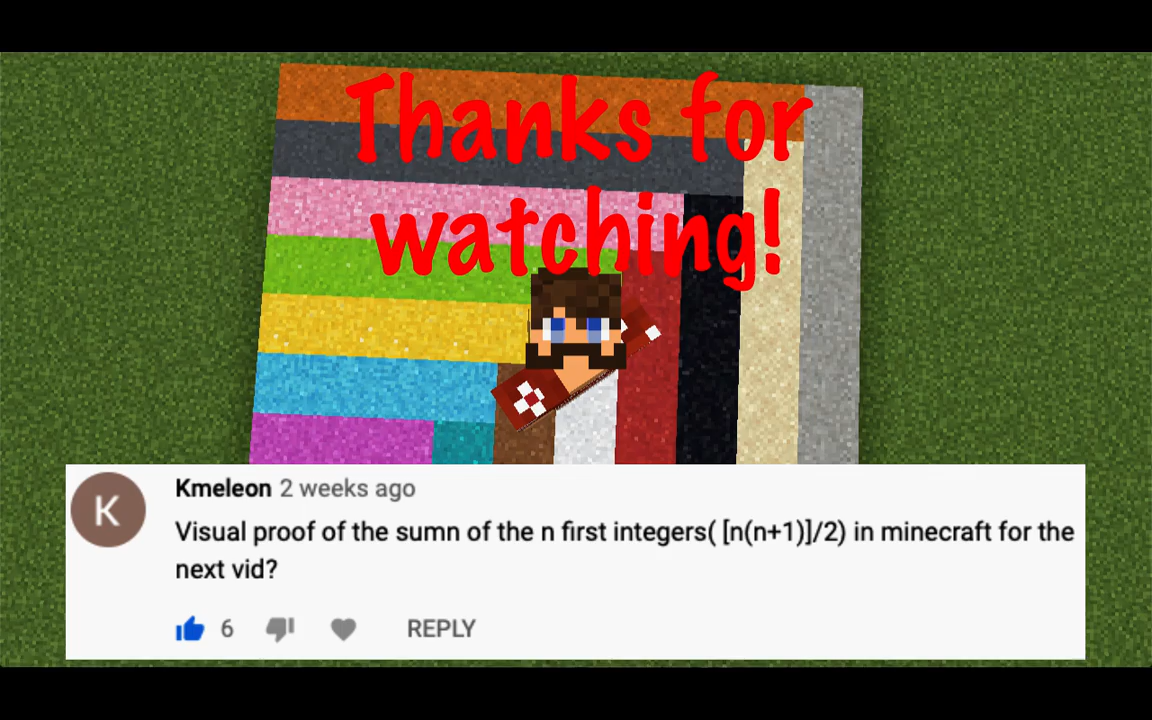 Thanks for
watching!
K
Kmeleon 2 weeks ago
Visual proof of the sumn of the n first integers( [n(n+1)]/2) in minecraft for the
next vid?
6
REPLY